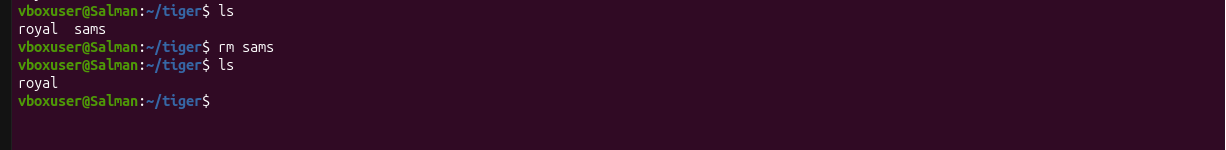 vboxuser@Salman:~/tiger$ ls
royal  sams
vboxuser@Salman:~/tiger$ rm sams
vboxuser@Salman:~/tiger$ ls
royal
vboxuser@Salman:~/tiger$